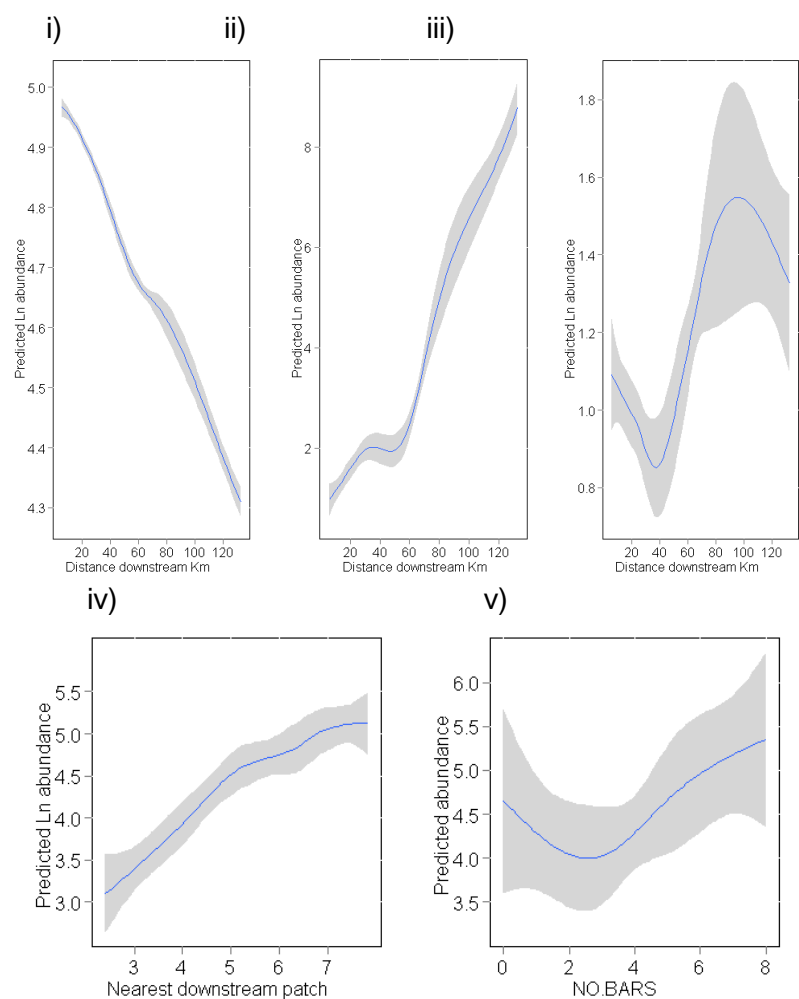 i)
ii)
iii)
5.0
4.9
4.8
4.7
4.6
4.5
4.4
4.3
Predicted Ln abundance
20 40 60 80 100 120
Distance downstream Km
8
6
4
2
Predicted Ln abundance
20 40 60 80 100 120
Distance downstream Km
1.8
1.6
1.4
1.2
1.0
0.8
Predicted Ln abundance
20 40 60 80 100 120
Distance downstream Km
iv)
5.5
5.0
4.5
4.0
3.5
3.0
Predicted Ln abundance
3 4 5 6 7
Nearest downstream patch
v)
6.0
5.5
5.0
4.5
4.0
3.5
Predicted abundance
0 2 4 6 8
NO.BARS